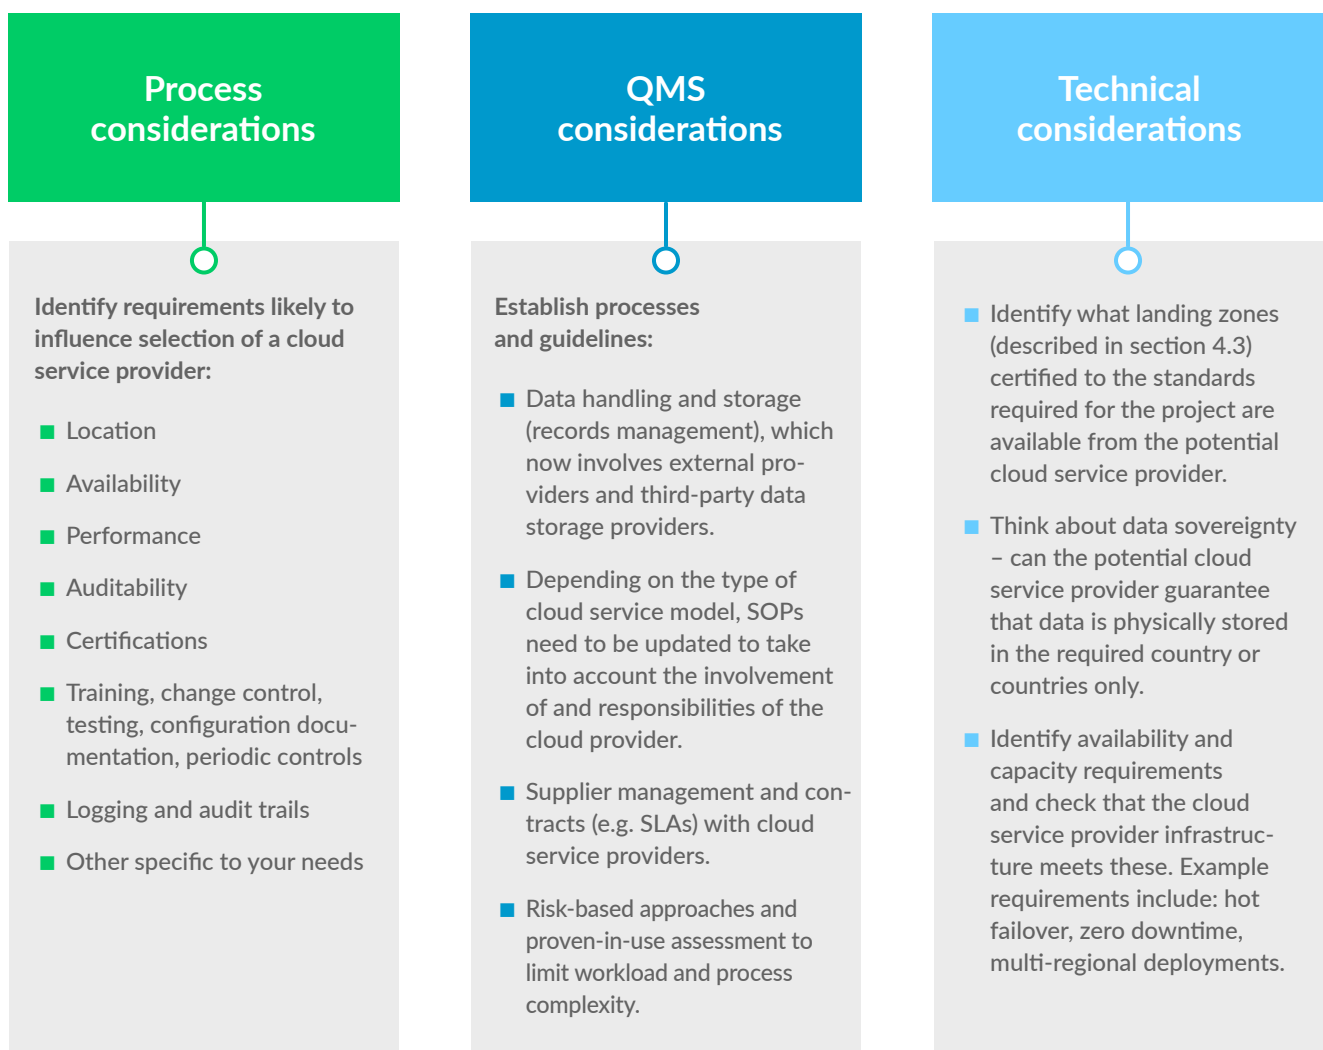 Process
considerations
Identify requirements likely to
influence selection of a cloud
service provider:
Location
Availability
Performance
Auditability
Certifications
Training, change control,
testing, configuration docu-
mentation, periodic controls
Logging and audit trails
Other specific to your needs
QMS
considerations
Establish processes
and guidelines:
Data handling and storage
(records management), which
now involves external pro-
viders and third-party data
storage providers.
Depending on the type of
cloud service model, SOPs
need to be updated to take
into account the involvement
of and responsibilities of the
cloud provider.
Supplier management and con-
tracts (e.g. SLAs) with cloud
service providers.
Risk-based approaches and
proven-in-use assessment to
limit workload and process
complexity.
Technical
considerations
Identify what landing zones
(described in section 4.3)
certified to the standards
required for the project are
available from the potential
cloud service provider.
Think about data sovereignty
– can the potential cloud
service provider guarantee
that data is physically stored
in the required country or
countries only.
Identify availability and
capacity requirements
and check that the cloud
service provider infrastruc-
ture meets these. Example
requirements include: hot
failover, zero downtime,
multi-regional deployments.